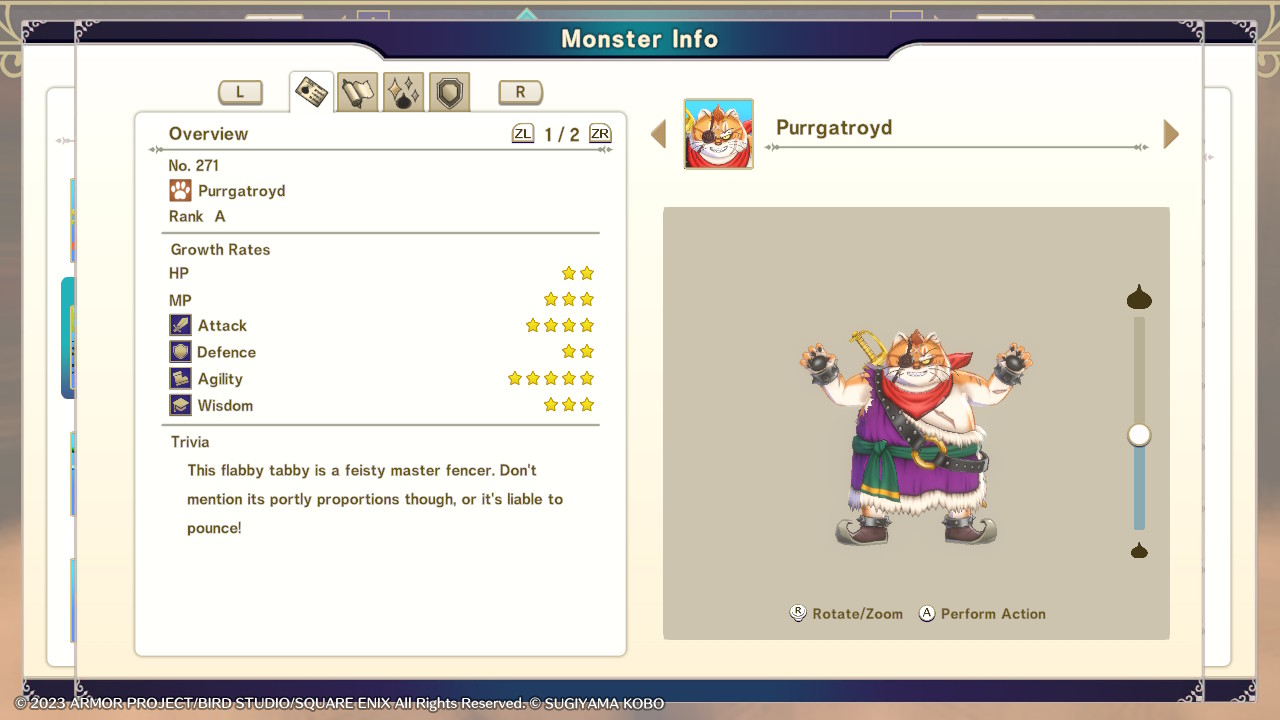 Monster Info
L
R
Overview
ZL 1 / 2 ZR
No. 271
Purrgatroyd
Rank A
Growth Rates
HP
MP
Attack
Defence
Agility
Wisdom
Trivia
This flabby tabby is a feisty master fencer. Don't
mention its portly proportions though, or it's liable to
pounce!
Purrgatroyd
R Rotate/Zoom A Perform Action
© 2023 ARMOR PROJECT/BIRD STUDIO/SQUARE ENIX All Rights Reserved. © SUGIYAMA KOBO